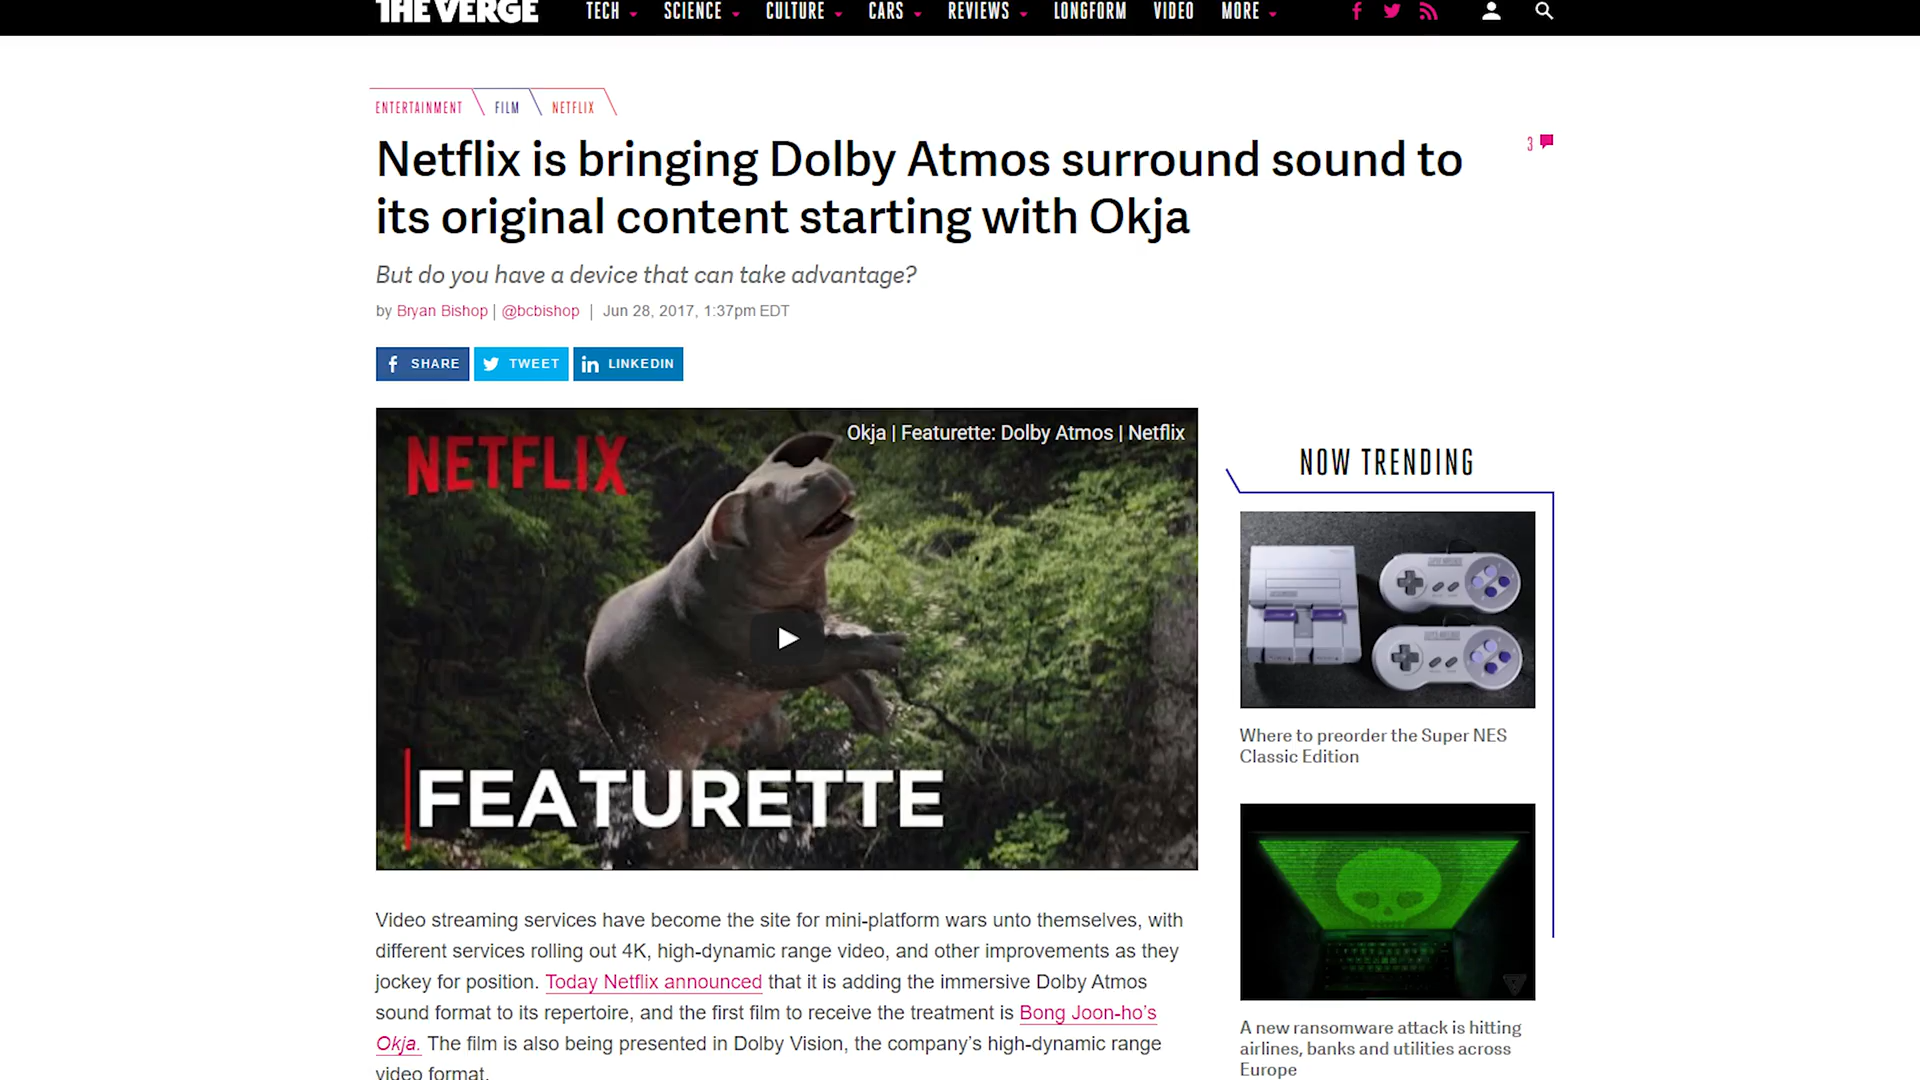 THE VERGE
TECH SCIENCE CULTURE CARS REVIEWS LONGFORM VIDEO MORE
ENTERTAINMENT FILM NETFLIX
Netflix is bringing Dolby Atmos surround sound to
its original content starting with Okja
3
But do you have a device that can take advantage?
by Bryan Bishop | @bcbishop | Jun 28, 2017, 1:37pm EDT
SHARE TWEET LINKEDIN
Okja | Featurette: Dolby Atmos | Netflix
NETFLIX
FEATURETTE
Video streaming services have become the site for mini-platform wars unto themselves, with
different services rolling out 4K, high-dynamic range video, and other improvements as they
jockey for position. Today Netflix announced that it is adding the immersive Dolby Atmos
sound format to its repertoire, and the first film to receive the treatment is Bong Joon-ho’s
Okja. The film is also being presented in Dolby Vision, the company’s high-dynamic range
video format.
NOW TRENDING
Where to preorder the Super NES
Classic Edition
A new ransomware attack is hitting
airlines, banks and utilities across
Europe